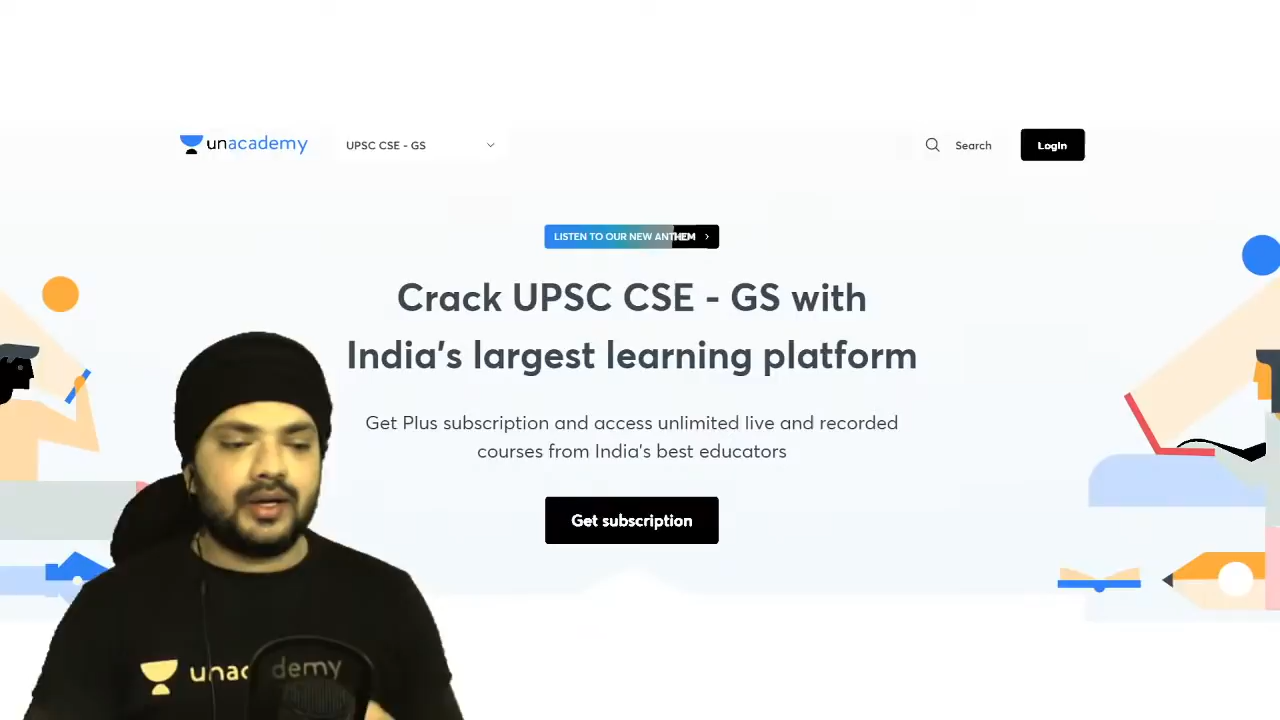 unacademy
UPSC CSE - GS
Search
Login
LISTEN TO OUR NEW ANTHEM
Crack UPSC CSE - GS with
India's largest learning platform
Get Plus subscription and access unlimited live and recorded
courses from India's best educators
Get subscription
unacademy